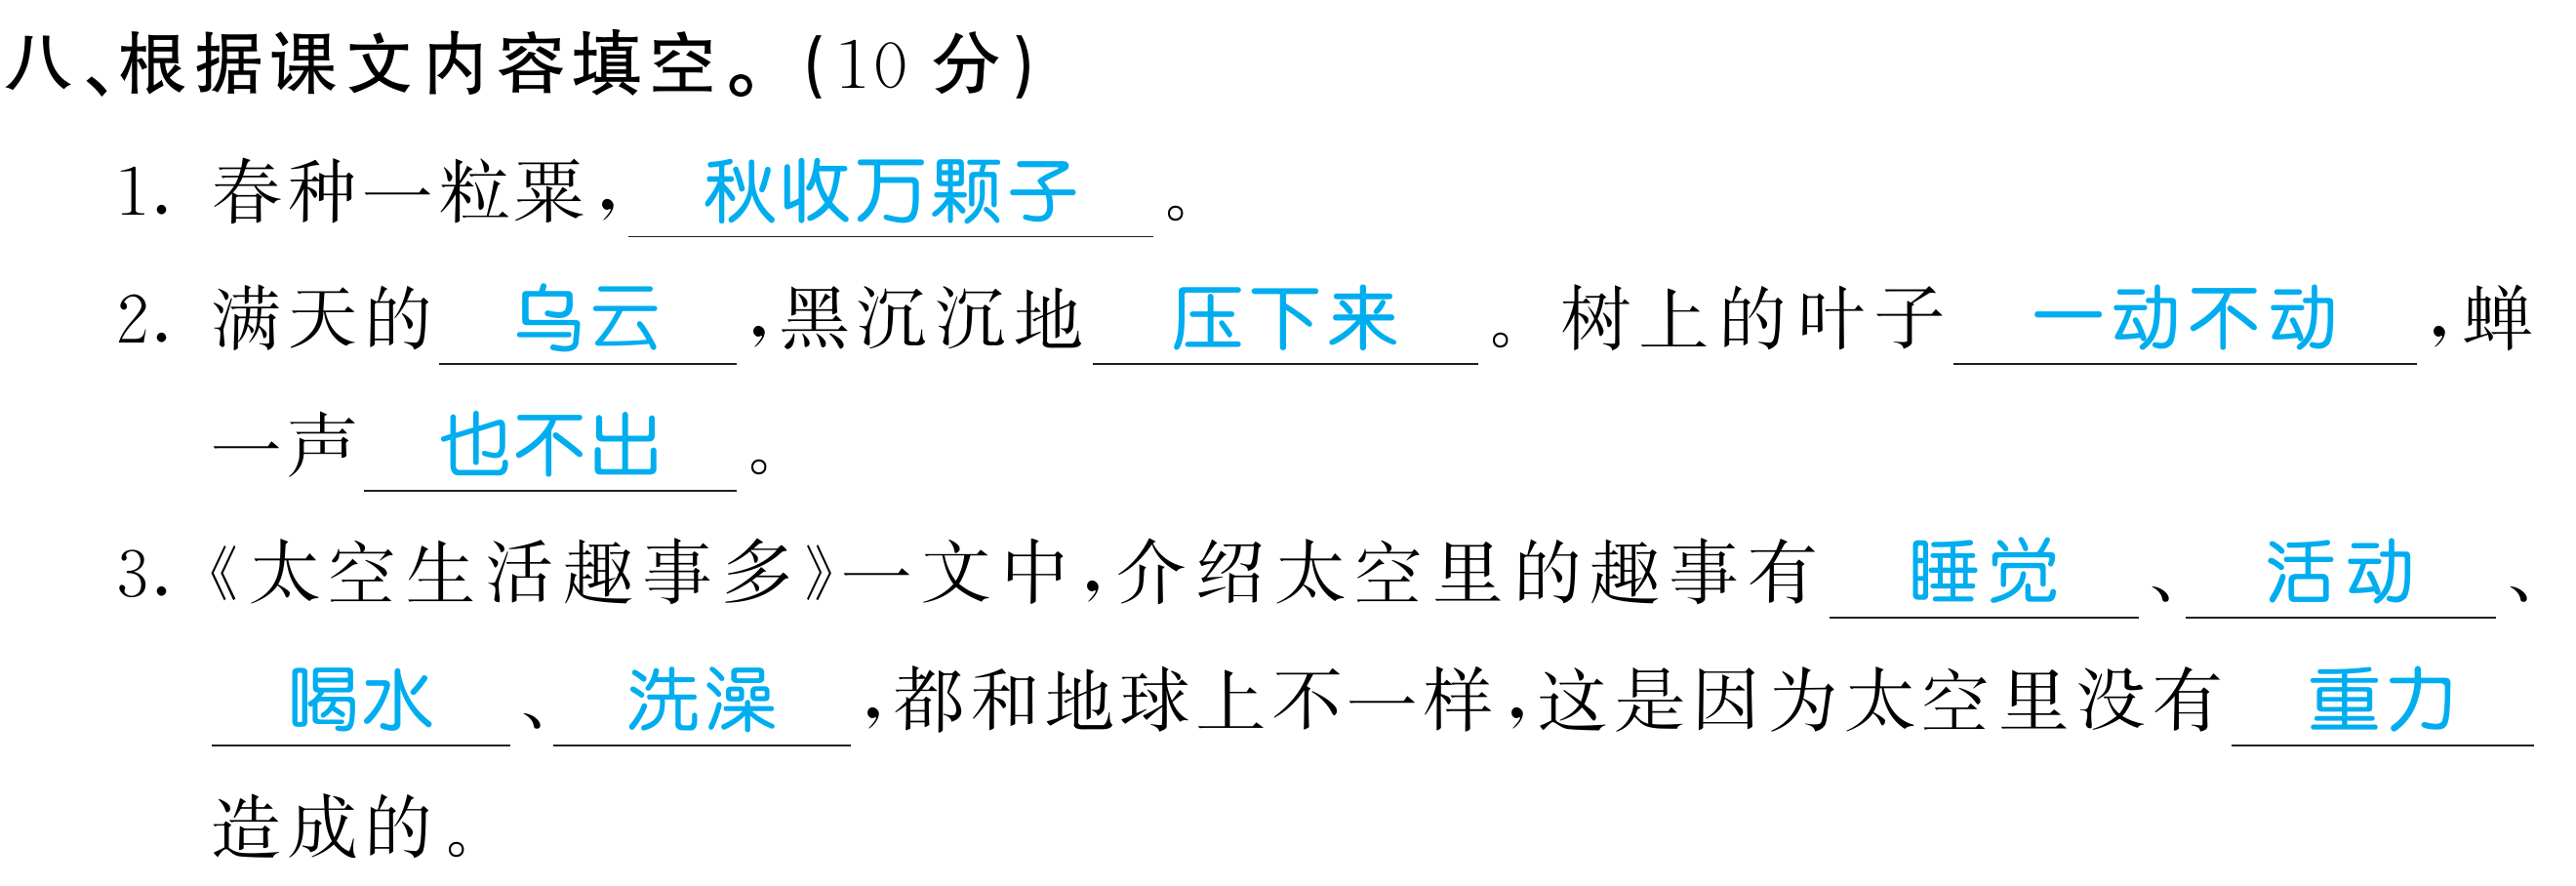 八、根据课文内容填空。(10 分)
1. 春种一粒粟，秋收万颗子。
2. 满天的乌云，黑沉沉地压下来。树上的叶子一动不动，蝉
一声也不出。
3.《太空生活趣事多》一文中，介绍太空里的趣事有睡觉、活动、
喝水、洗澡，都和地球上不一样，这是因为太空里没有重力
造成的。